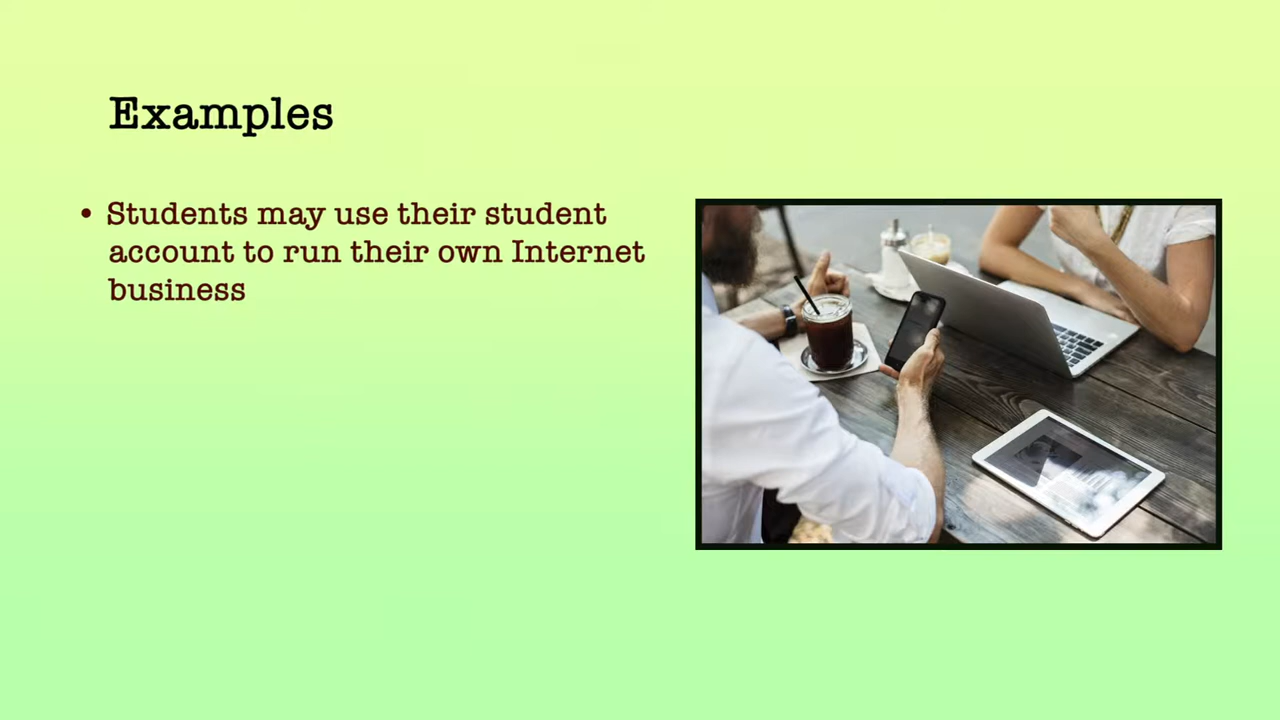 Examples
• Students may use their student
account to run their own Internet
business